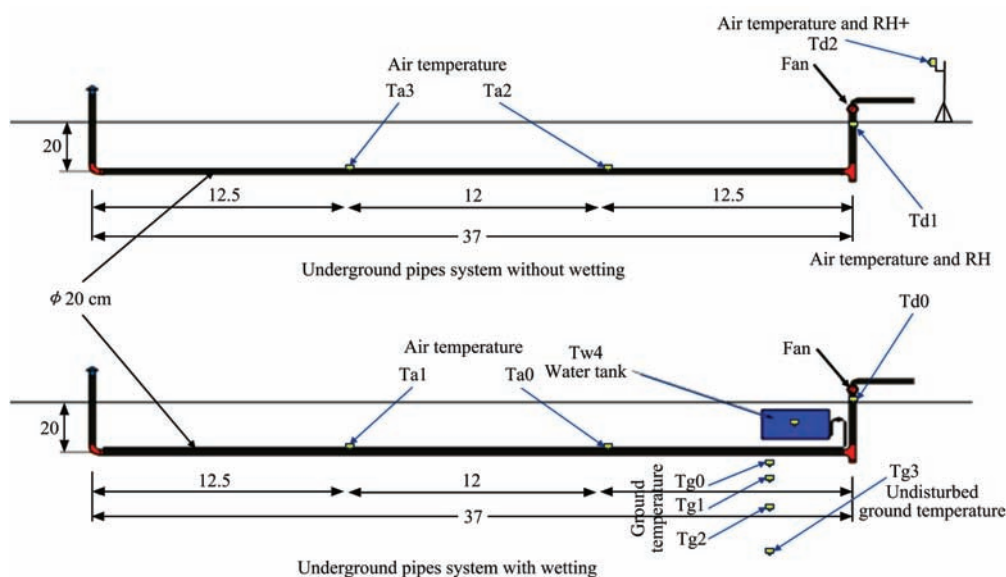 Air temperature and RH+
Td2
Fan
Air temperature
Ta3
Ta2
20
12.5
12
12.5
Td1
37
Underground pipes system without wetting
Air temperature and RH
ϕ 20 cm
Td0
Air temperature
Tw4
Water tank
Fan
Ta1
Ta0
20
Tg0
Tg3
12.5
12
Tg1
Undisturbed
ground temperature
Ground
temperature
37
Tg2
Underground pipes system with wetting